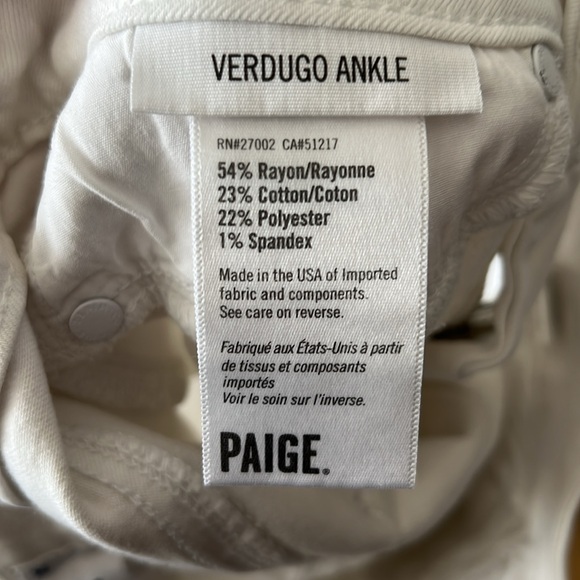 VERDUGO ANKLE
RN#27002 CA#51217
54% Rayon/Rayonne
23% Cotton/Coton
22% Polyester
1% Spandex
Made in the USA of Imported
fabric and components.
See care on reverse.
Fabriqué aux États-Unis à partir
de tissus et composants
importés
Voir le soin sur l'inverse.
PAIGE.